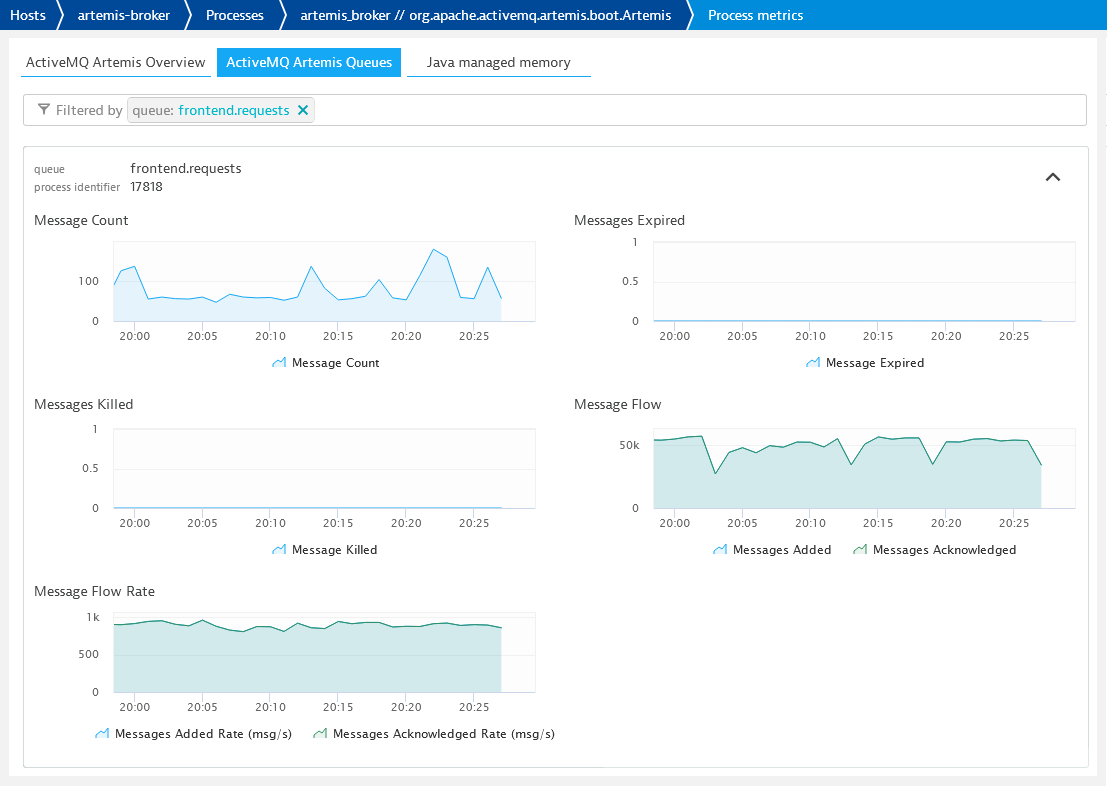 Hosts artemis-broker Processes artemis_broker // org.apache.activemq.artemis.boot.Artemis Process metrics
ActiveMQ Artemis Overview ActiveMQ Artemis Queues Java managed memory
Filtered by queue: frontend.requests
queue frontend.requests
process identifier 17818
Message Count
100
0
20:00 20:05 20:10 20:15 20:20 20:25
Message Count
Messages Expired
1
0.5
0
20:00 20:05 20:10 20:15 20:20 20:25
Message Expired
Messages Killed
1
0.5
0
20:00 20:05 20:10 20:15 20:20 20:25
Message Killed
Message Flow
50k
0
20:00 20:05 20:10 20:15 20:20 20:25
Messages Added Messages Acknowledged
Message Flow Rate
1k
500
0
20:00 20:05 20:10 20:15 20:20 20:25
Messages Added Rate (msg/s) Messages Acknowledged Rate (msg/s)